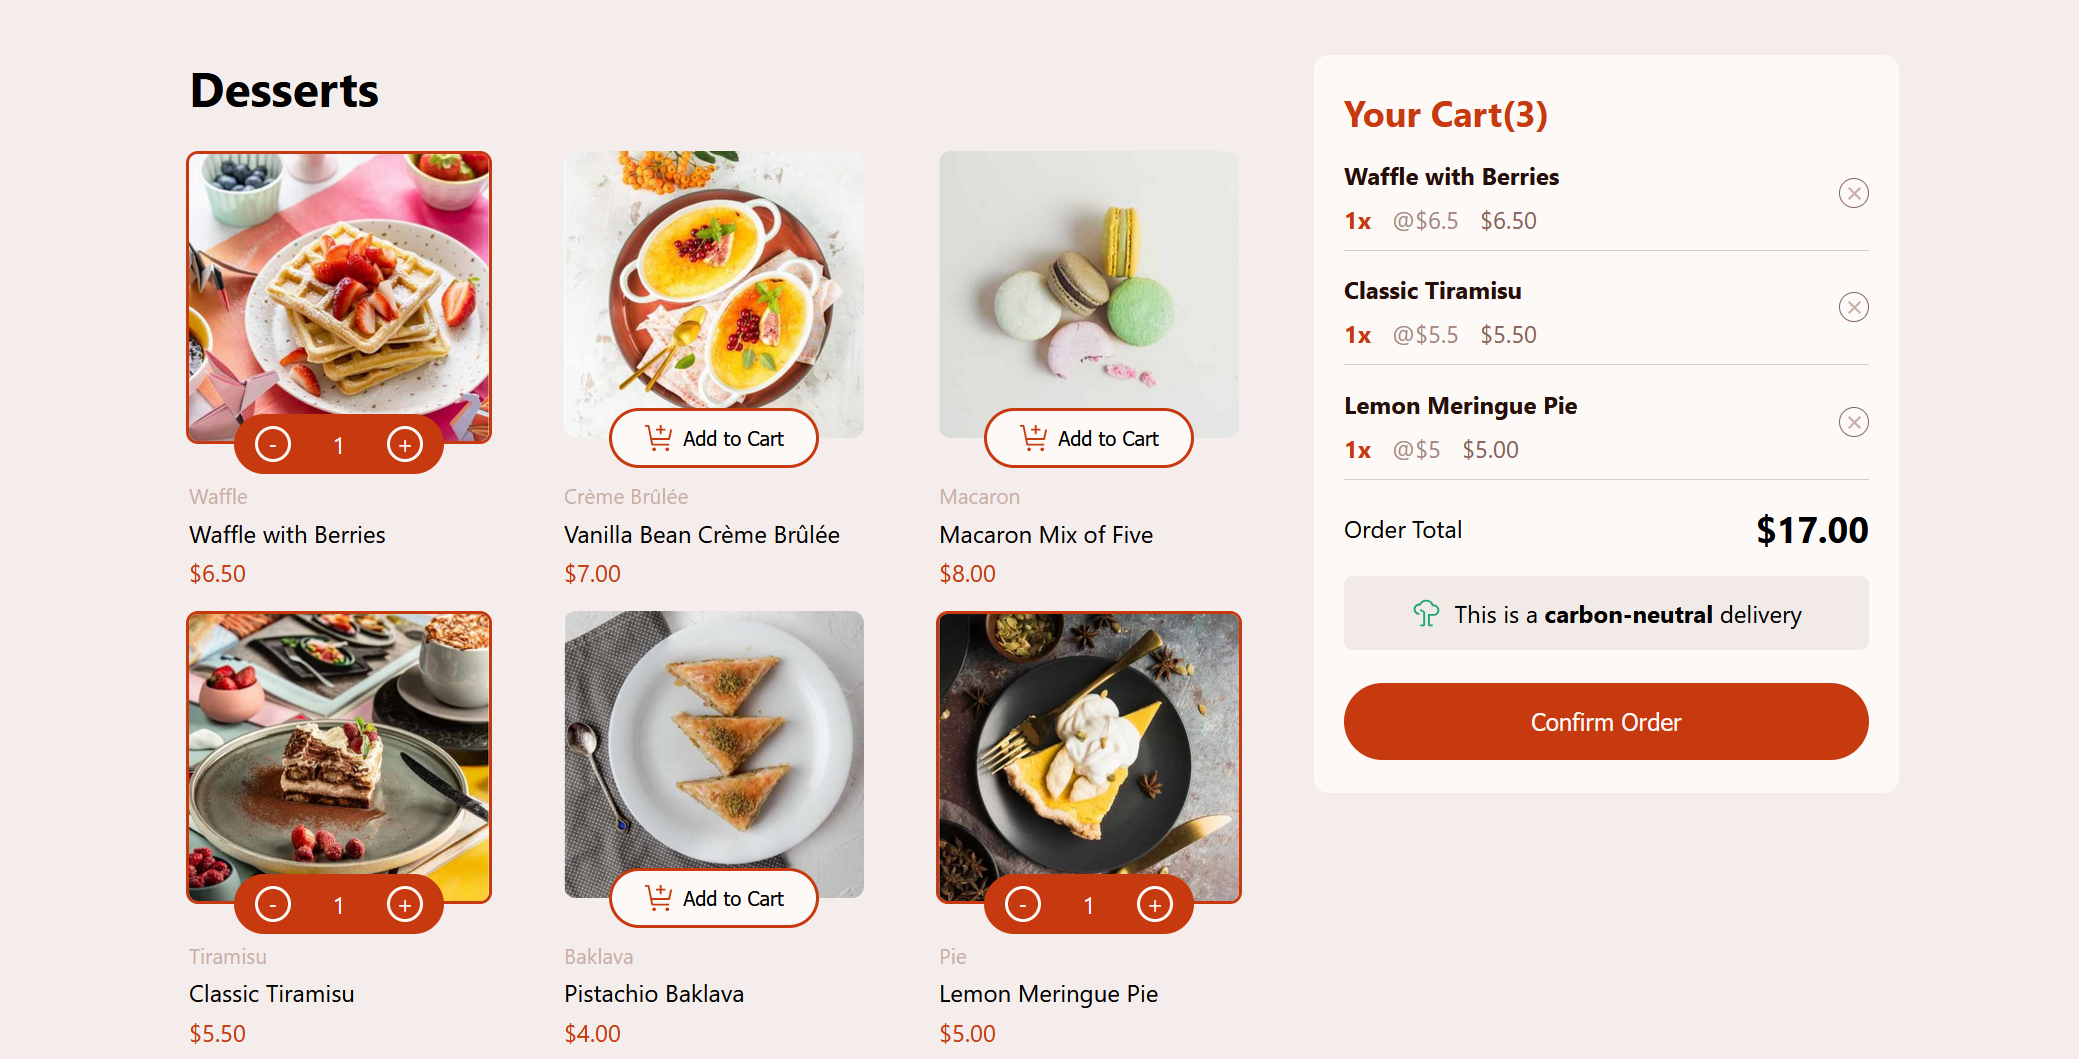 Desserts
- 1 +
Waffle
Waffle with Berries
$6.50
Add to Cart
Crème Brûlée
Vanilla Bean Crème Brûlée
$7.00
Add to Cart
Macaron
Macaron Mix of Five
$8.00
- 1 +
Tiramisu
Classic Tiramisu
$5.50
Add to Cart
Baklava
Pistachio Baklava
$4.00
- 1 +
Pie
Lemon Meringue Pie
$5.00
Your Cart(3)
Waffle with Berries
1x @$6.5 $6.50
Classic Tiramisu
1x @$5.5 $5.50
Lemon Meringue Pie
1x @$5 $5.00
Order Total $17.00
This is a carbon-neutral delivery
Confirm Order